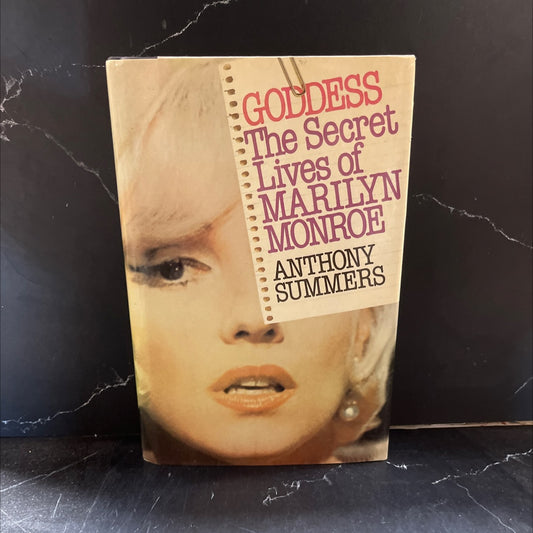 GODDESS
The Secret
Lives of
MARILYN
MONROE
ANTHONY
SUMMERS